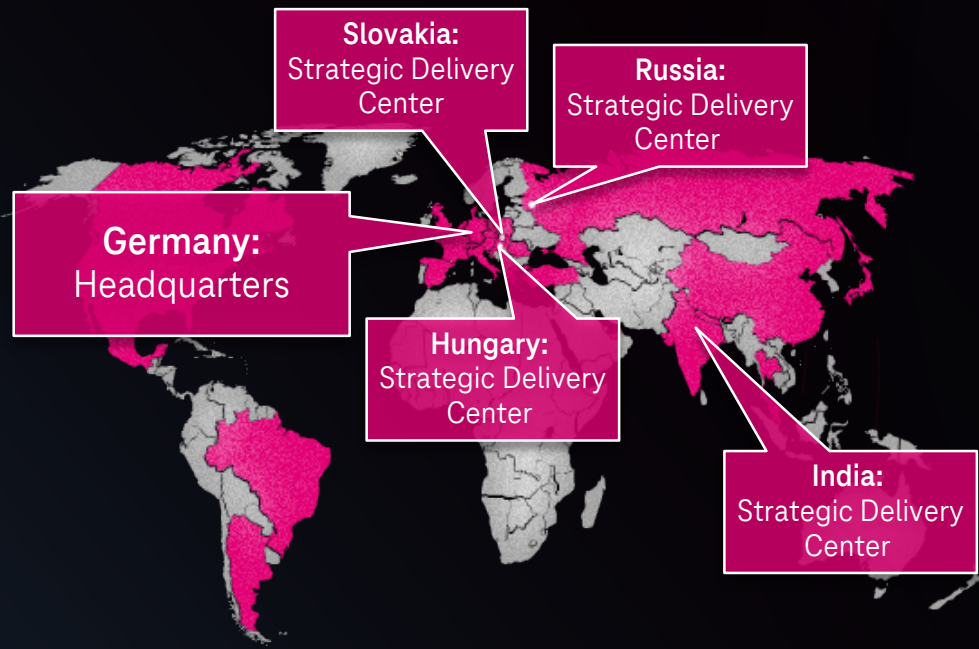 Slovakia:
Strategic Delivery
Center
Russia:
Strategic Delivery
Center
Germany:
Headquarters
Hungary:
Strategic Delivery
Center
India:
Strategic Delivery
Center